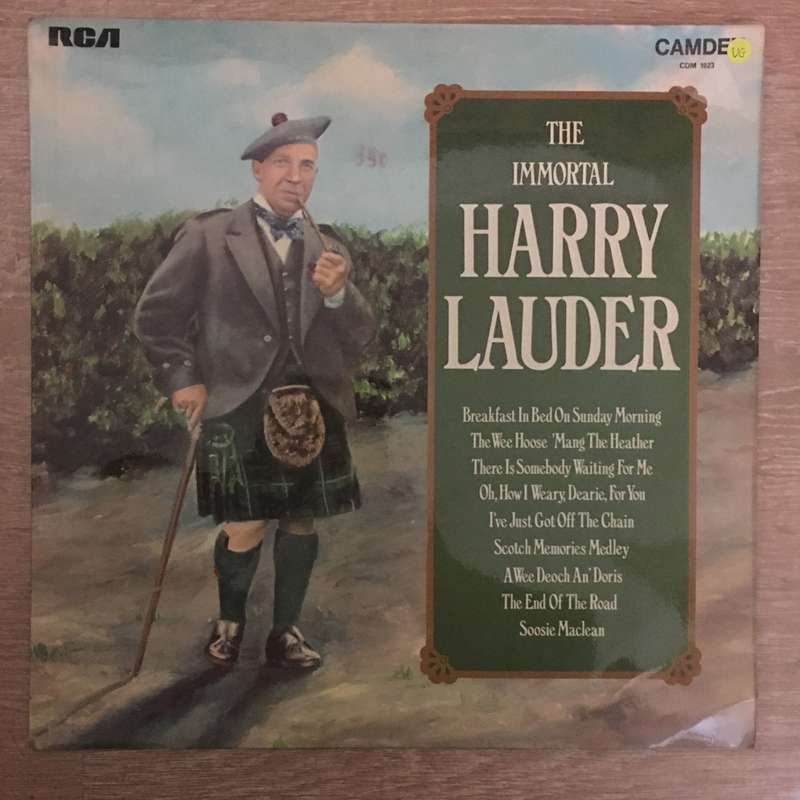 RCA
CAMDE
VG
CDM 1023
39c
THE
IMMORTAL
HARRY
LAUDER
Breakfast In Bed On Sunday Morning
The Wee Hoose 'Mang The Heather
There Is Somebody Waiting For Me
Oh, How I Weary, Dearie, For You
I've Just Got Off The Chain
Scotch Memories Medley
A Wee Deoch An' Doris
The End Of The Road
Soosie Maclean